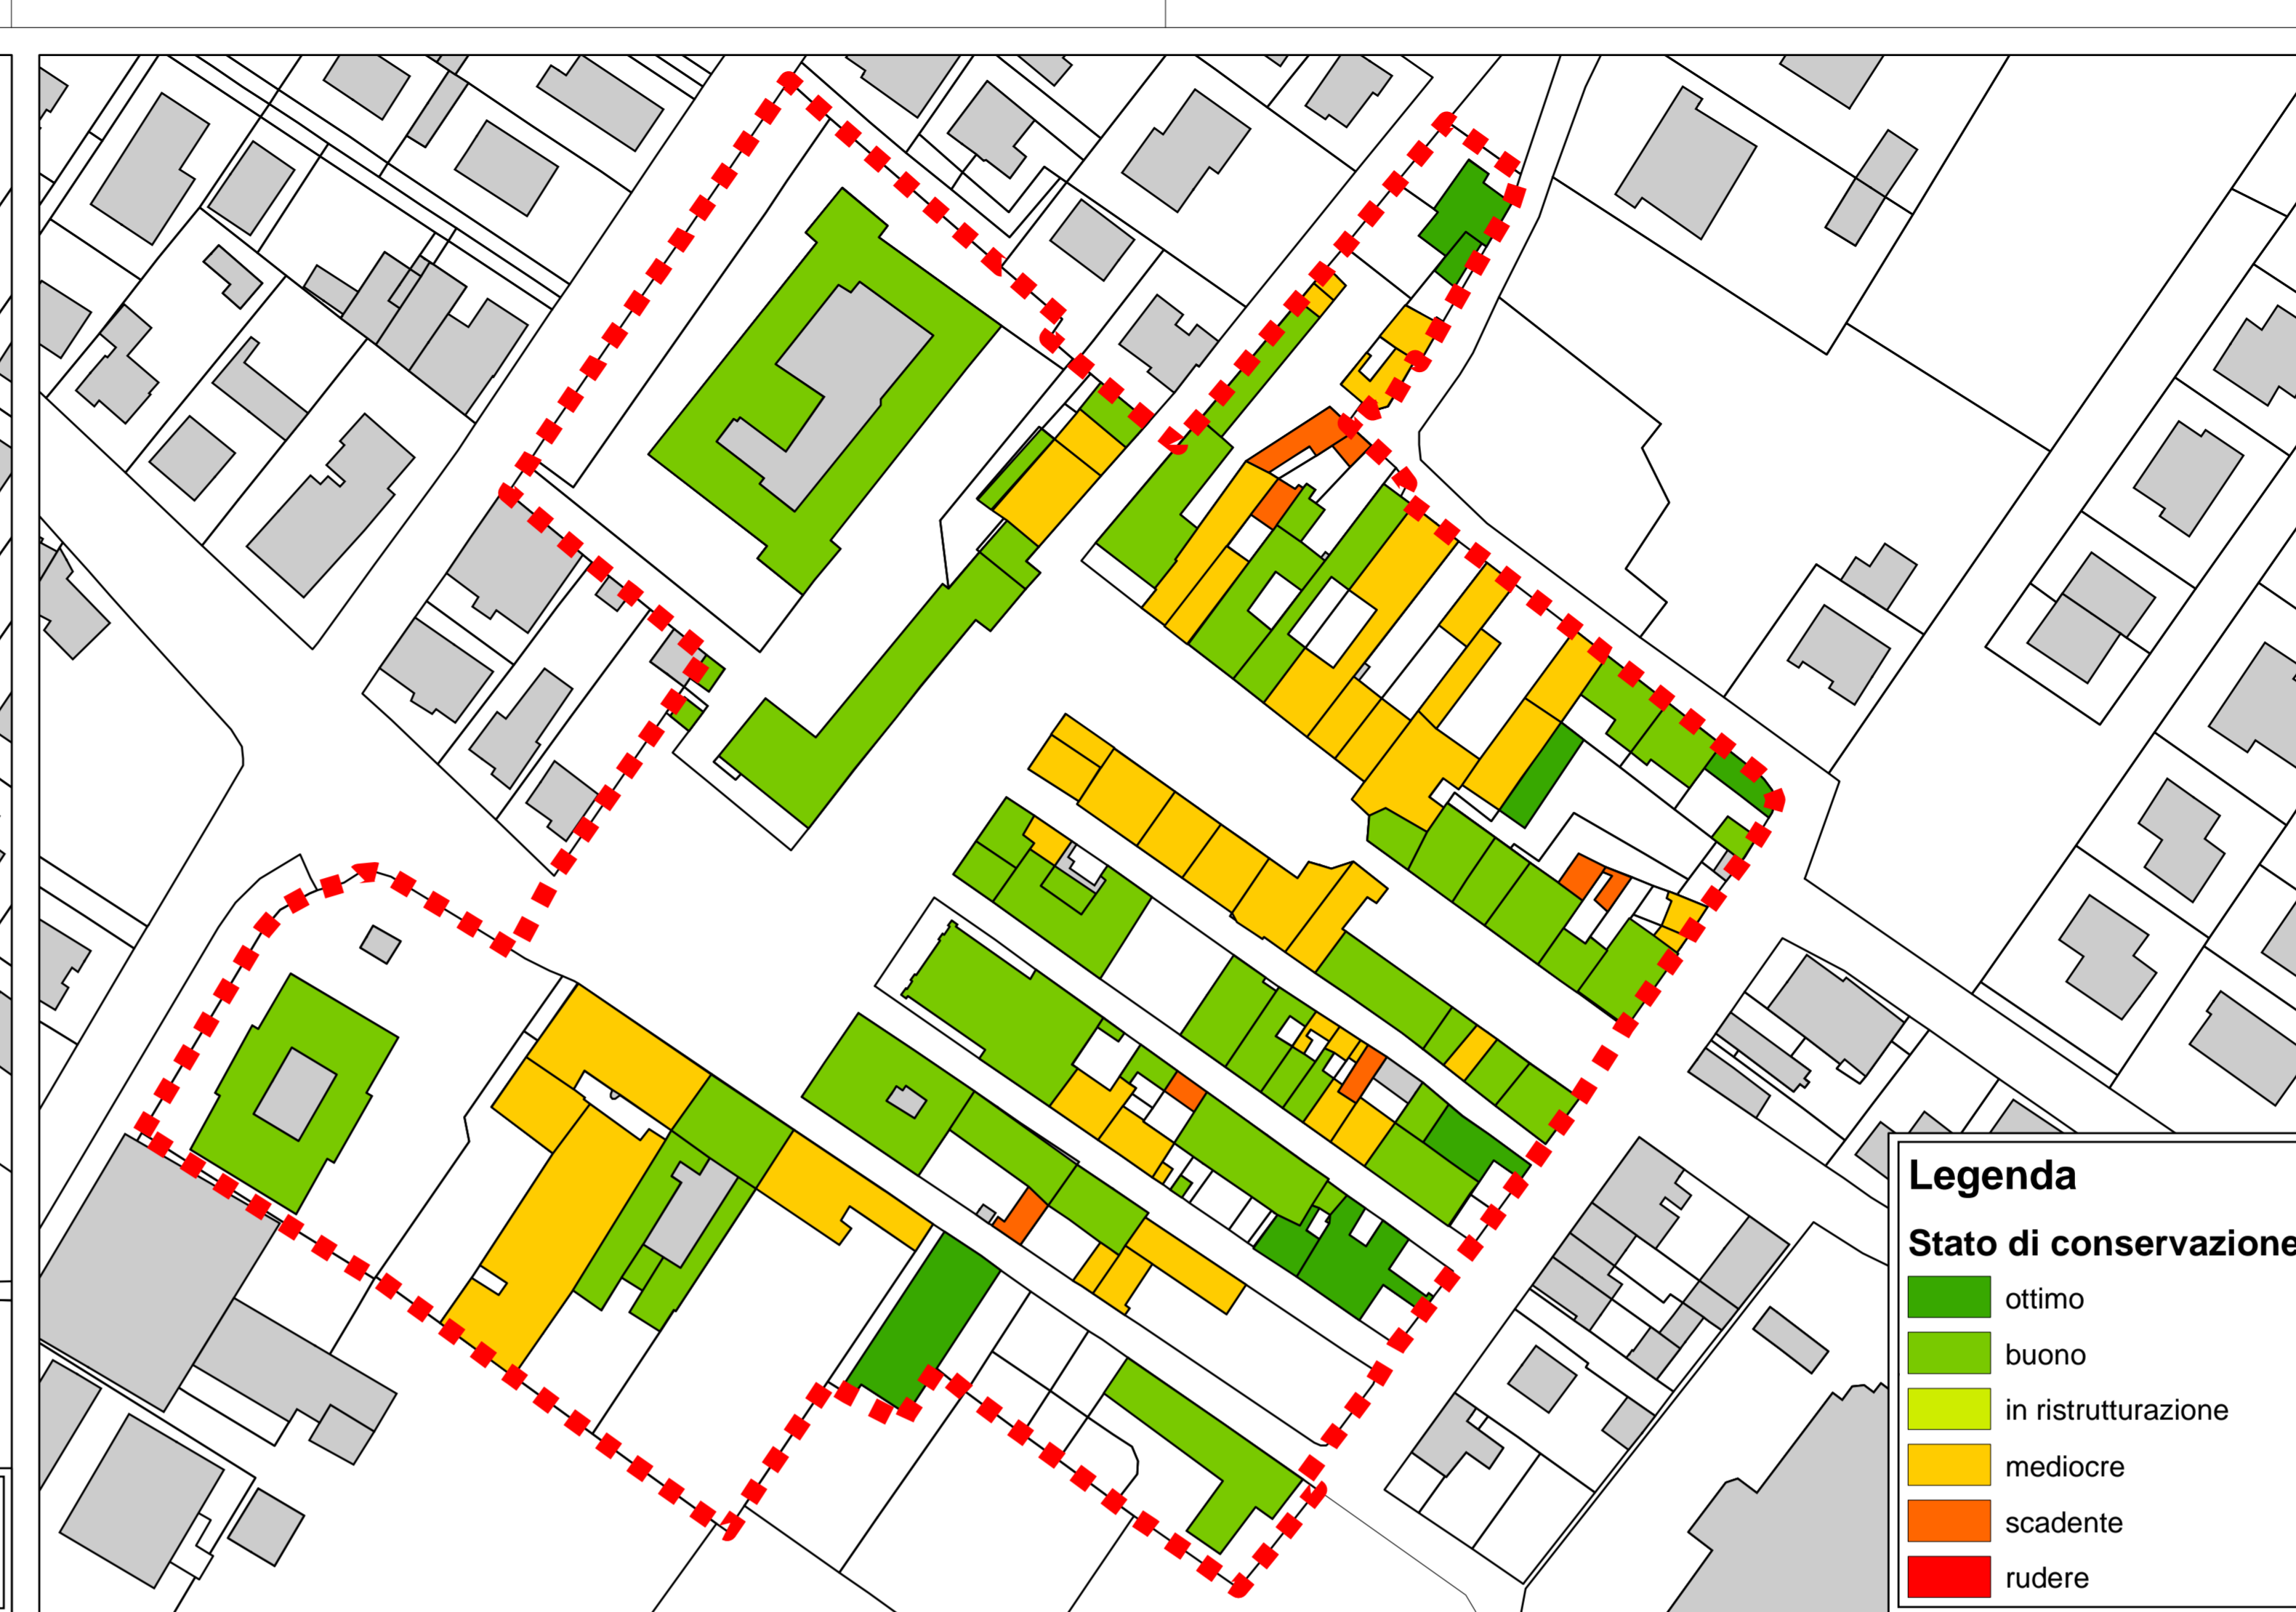 Legenda
Stato di conservazione
ottimo
buono
in ristrutturazione
mediocre
scadente
rudere